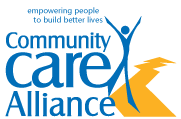 empowering people
to build better lives
Community
care
Alliance